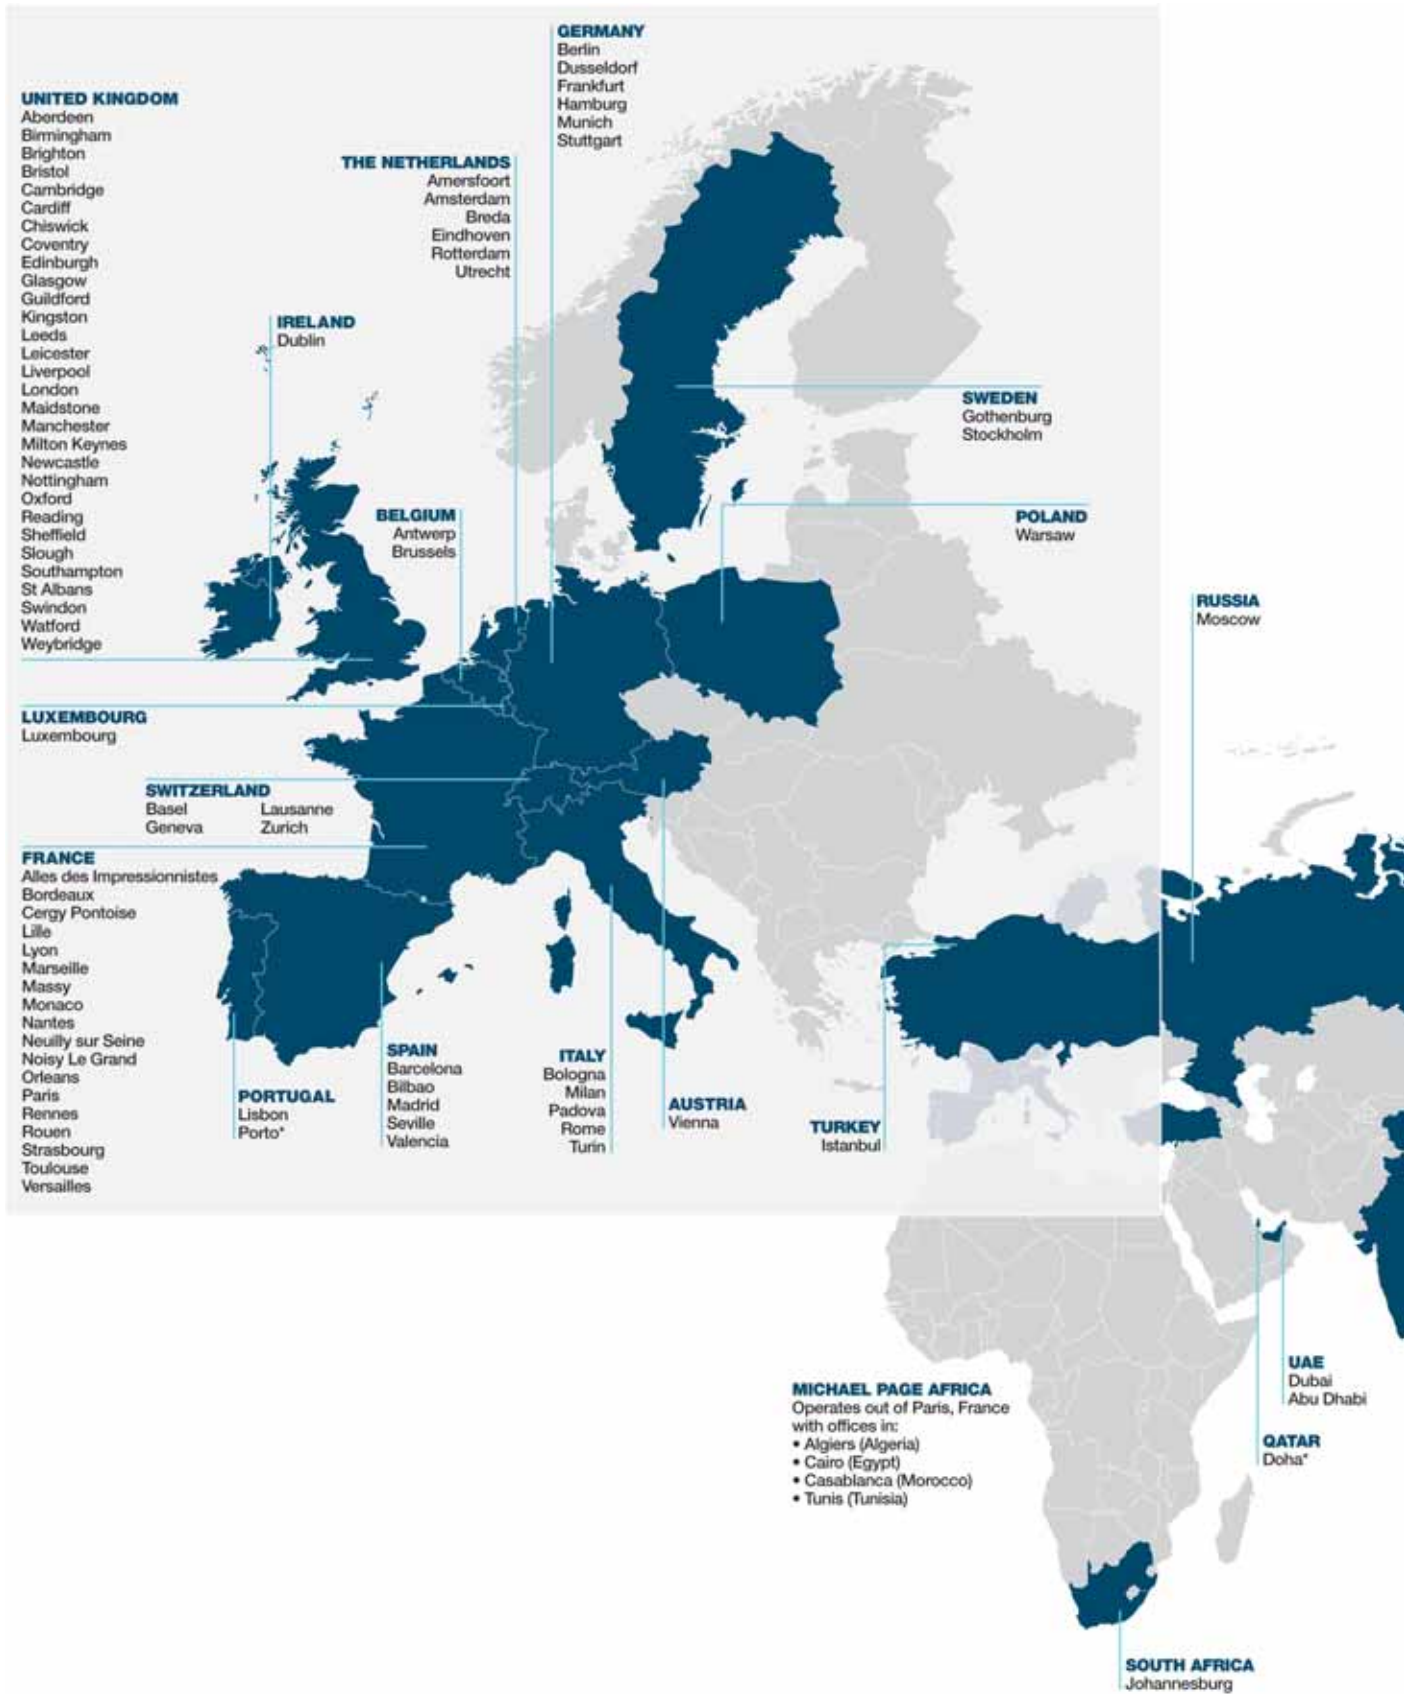 GERMANY
Berlin
Dusseldorf
Frankfurt
Hamburg
Munich
Stuttgart
UNITED KINGDOM
Aberdeen
Birmingham
Brighton
Bristol
Cambridge
Cardiff
Chiswick
Coventry
Edinburgh
Glasgow
Guildford
Kingston
Leeds
Leicester
Liverpool
London
Maidstone
Manchester
Milton Keynes
Newcastle
Nottingham
Oxford
Reading
Sheffield
Slough
Southampton
St Albans
Swindon
Watford
Weybridge
THE NETHERLANDS
Amersfoort
Amsterdam
Breda
Eindhoven
Rotterdam
Utrecht
IRELAND
Dublin
SWEDEN
Gothenburg
Stockholm
BELGIUM
Antwerp
Brussels
POLAND
Warsaw
RUSSIA
Moscow
LUXEMBOURG
Luxembourg
SWITZERLAND
Basel Lausanne
Geneva Zurich
FRANCE
Alles des Impressionnistes
Bordeaux
Cergy Pontoise
Lille
Lyon
Marseille
Massy
Monaco
Nantes
Neuilly sur Seine
Noisy Le Grand
Orleans
Paris
Rennes
Rouen
Strasbourg
Toulouse
Versailles
PORTUGAL
Lisbon
Porto*
SPAIN
Barcelona
Bilbao
Madrid
Seville
Valencia
ITALY
Bologna
Milan
Padova
Rome
Turin
AUSTRIA
Vienna
TURKEY
Istanbul
UAE
Dubai
Abu Dhabi
QATAR
Doha*
MICHAEL PAGE AFRICA
Operates out of Paris, France
with offices in:
• Algiers (Algeria)
• Cairo (Egypt)
• Casablanca (Morocco)
• Tunis (Tunisia)
SOUTH AFRICA
Johannesburg